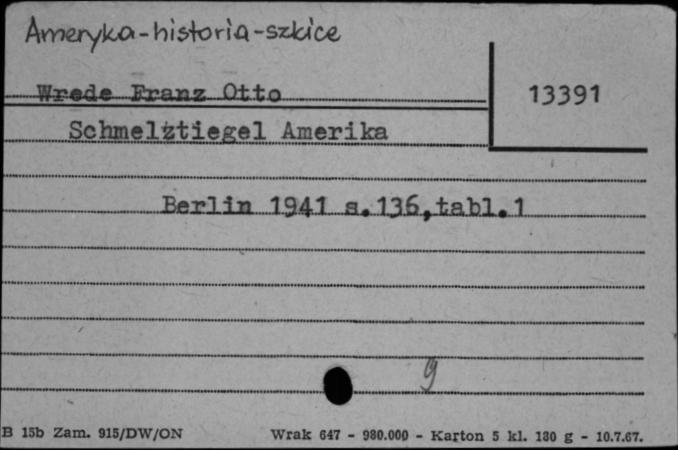 Ameryka-historia-szkice
Wrede Franz Otto
13391
Schmelztiegel Amerika
Berlin 1941 s.136,tabl.1
g
B 15b Zam. 915/DW/ON Wrak 647 - 980.000 - Karton 5 kl. 180 g - 10.7.67.